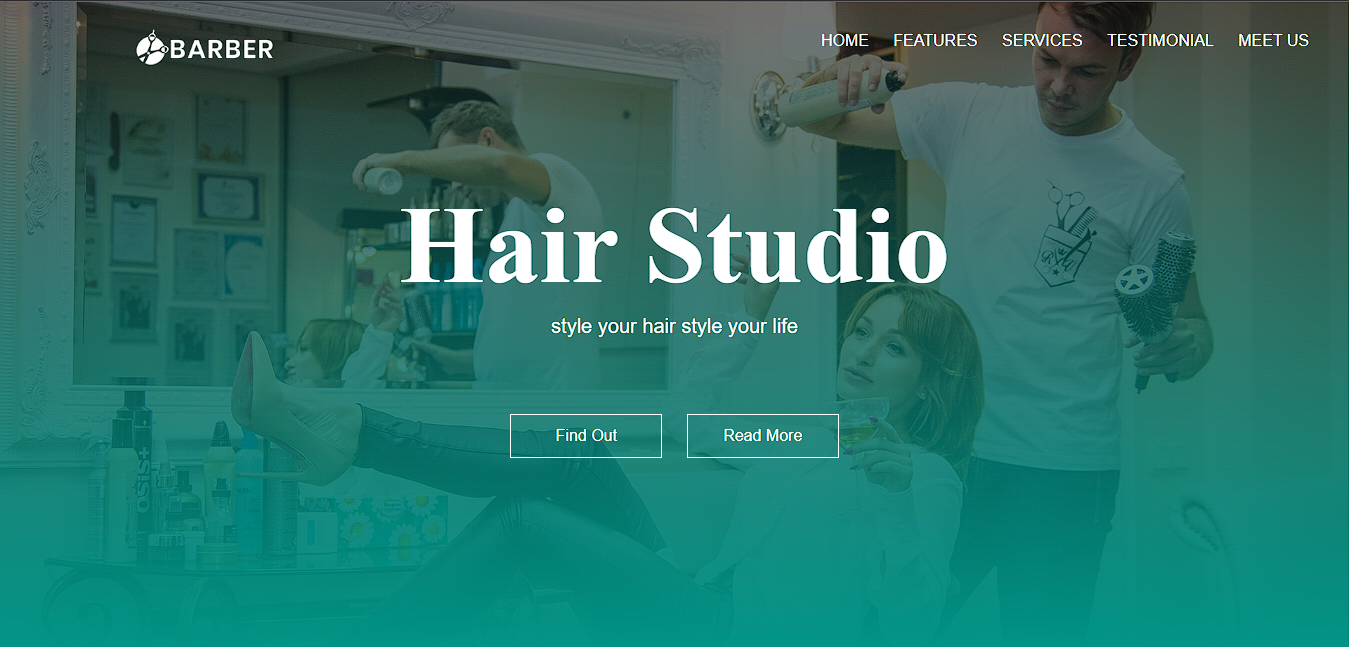 BARBER
HOME FEATURES SERVICES TESTIMONIAL MEET US
Hair Studio
style your hair style your life
Find Out
Read More
OSiS+